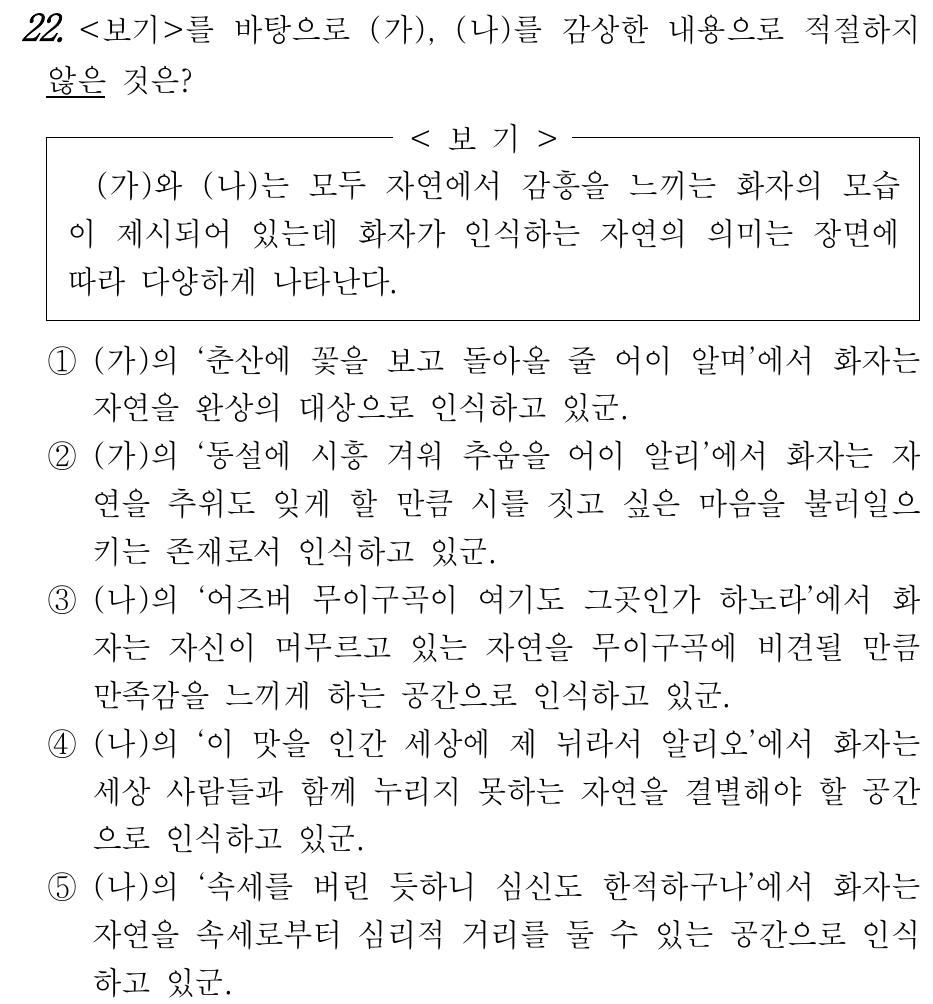 22. <보기>를 바탕으로 (가), (나)를 감상한 내용으로 적절하지
않은 것은?
< 보 기 >
(가)와 (나)는 모두 자연에서 감흥을 느끼는 화자의 모습
이 제시되어 있는데 화자가 인식하는 자연의 의미는 장면에
따라 다양하게 나타난다.
① (가)의 ‘춘산에 꽃을 보고 돌아올 줄 어이 알며’에서 화자는
자연을 완상의 대상으로 인식하고 있군.
② (가)의 ‘동설에 시흥 겨워 추움을 어이 알리’에서 화자는 자
연을 추위도 잊게 할 만큼 시를 짓고 싶은 마음을 불러일으
키는 존재로서 인식하고 있군.
③ (나)의 ‘어즈버 무이구곡이 여기도 그곳인가 하노라’에서 화
자는 자신이 머무르고 있는 자연을 무이구곡에 비견될 만큼
만족감을 느끼게 하는 공간으로 인식하고 있군.
④ (나)의 ‘이 맛을 인간 세상에 제 뉘라서 알리오’에서 화자는
세상 사람들과 함께 누리지 못하는 자연을 결별해야 할 공간
으로 인식하고 있군.
⑤ (나)의 ‘속세를 버린 듯하니 심신도 한적하구나’에서 화자는
자연을 속세로부터 심리적 거리를 둘 수 있는 공간으로 인식
하고 있군.